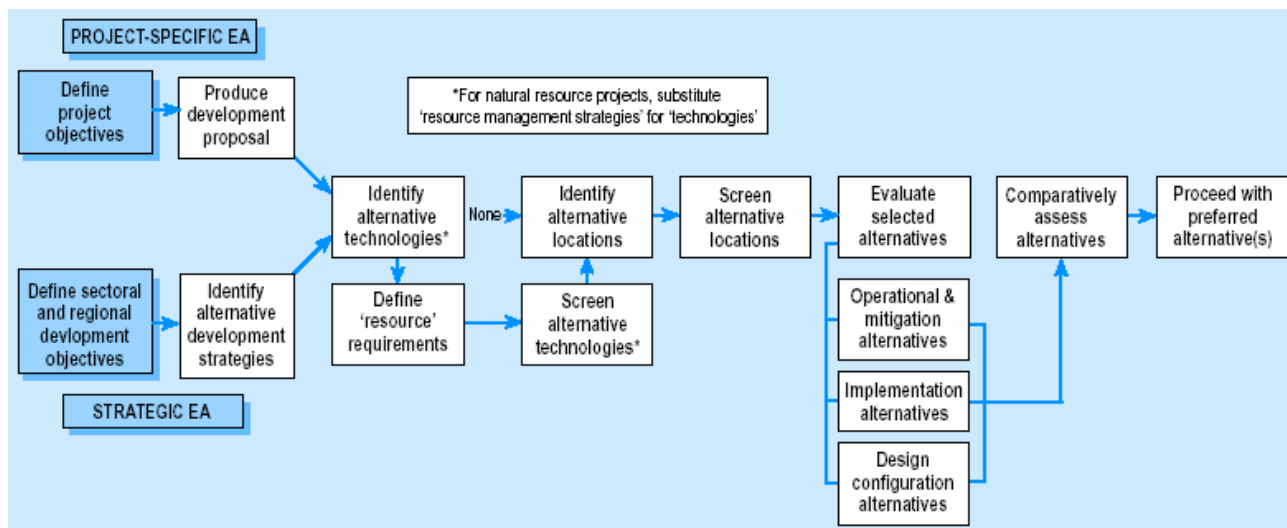 PROJECT-SPECIFIC EA
Define
project
objectives
Produce
development
proposal
*For natural resource projects, substitute
‘resource management strategies’ for ‘technologies’
Identify
alternative
technologies*
None
Identify
alternative
locations
Screen
alternative
locations
Evaluate
selected
alternatives
Comparatively
assess
alternatives
Proceed with
preferred
alternative(s)
Define sectoral
and regional
devlopment
objectives
Identify
alternative
development
strategies
Define
‘resource’
requirements
Screen
alternative
technologies*
Operational &
mitigation
alternatives
Implementation
alternatives
Design
configuration
alternatives
STRATEGIC EA